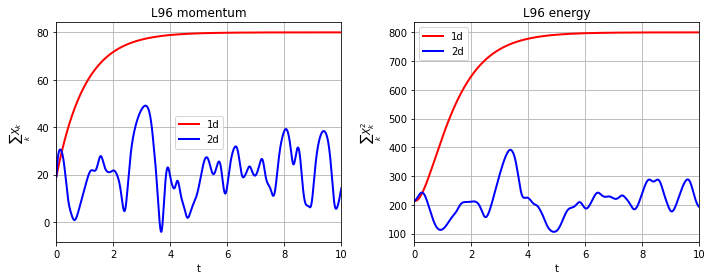 L96 momentum
80
60
40
20
0
∑ₖ Xₖ
1d
2d
0 2 4 6 8 10
t
L96 energy
800
700
600
500
400
300
200
100
∑ₖ Xₖ²
1d
2d
0 2 4 6 8 10
t